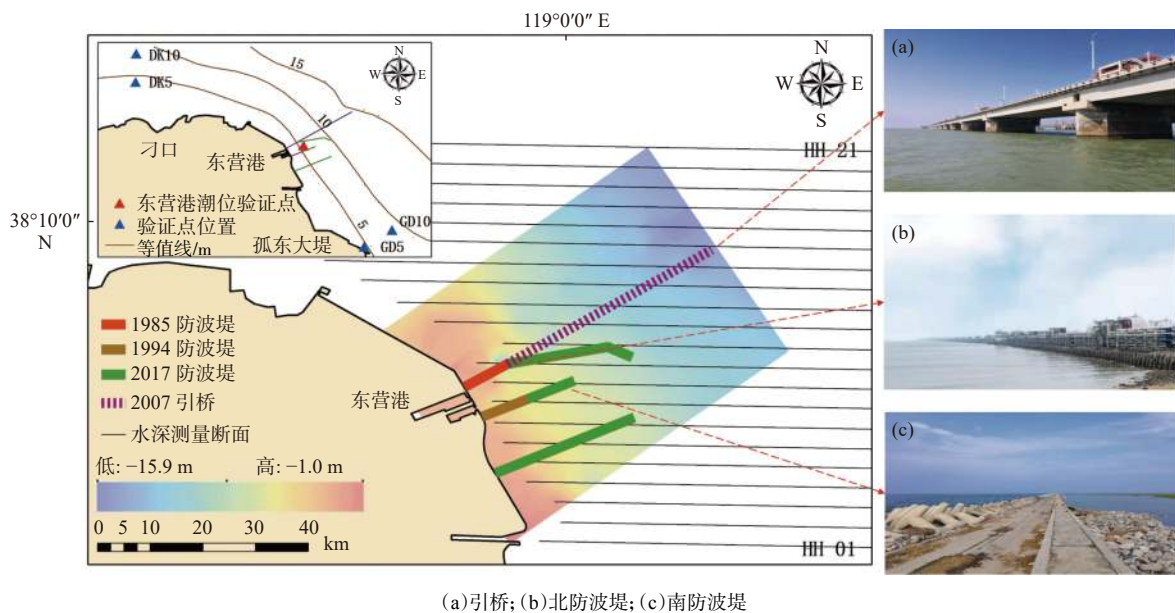 119°0′0″ E
DK10
DK5
15
N
W
E
S
10
刁口
东营港
东营港潮位验证点
验证点位置
等值线/m
5
GD10
GD5
孤东大堤
38°10′0″
N
N
W
E
S
HH 21
1985 防波堤
1994 防波堤
2017 防波堤
2007 引桥
水深测量断面
东营港
低: −15.9 m 高: −1.0 m
0 5 10 20 30 40
km
HH 01
(a)
(b)
(c)
(a)引桥; (b)北防波堤; (c)南防波堤